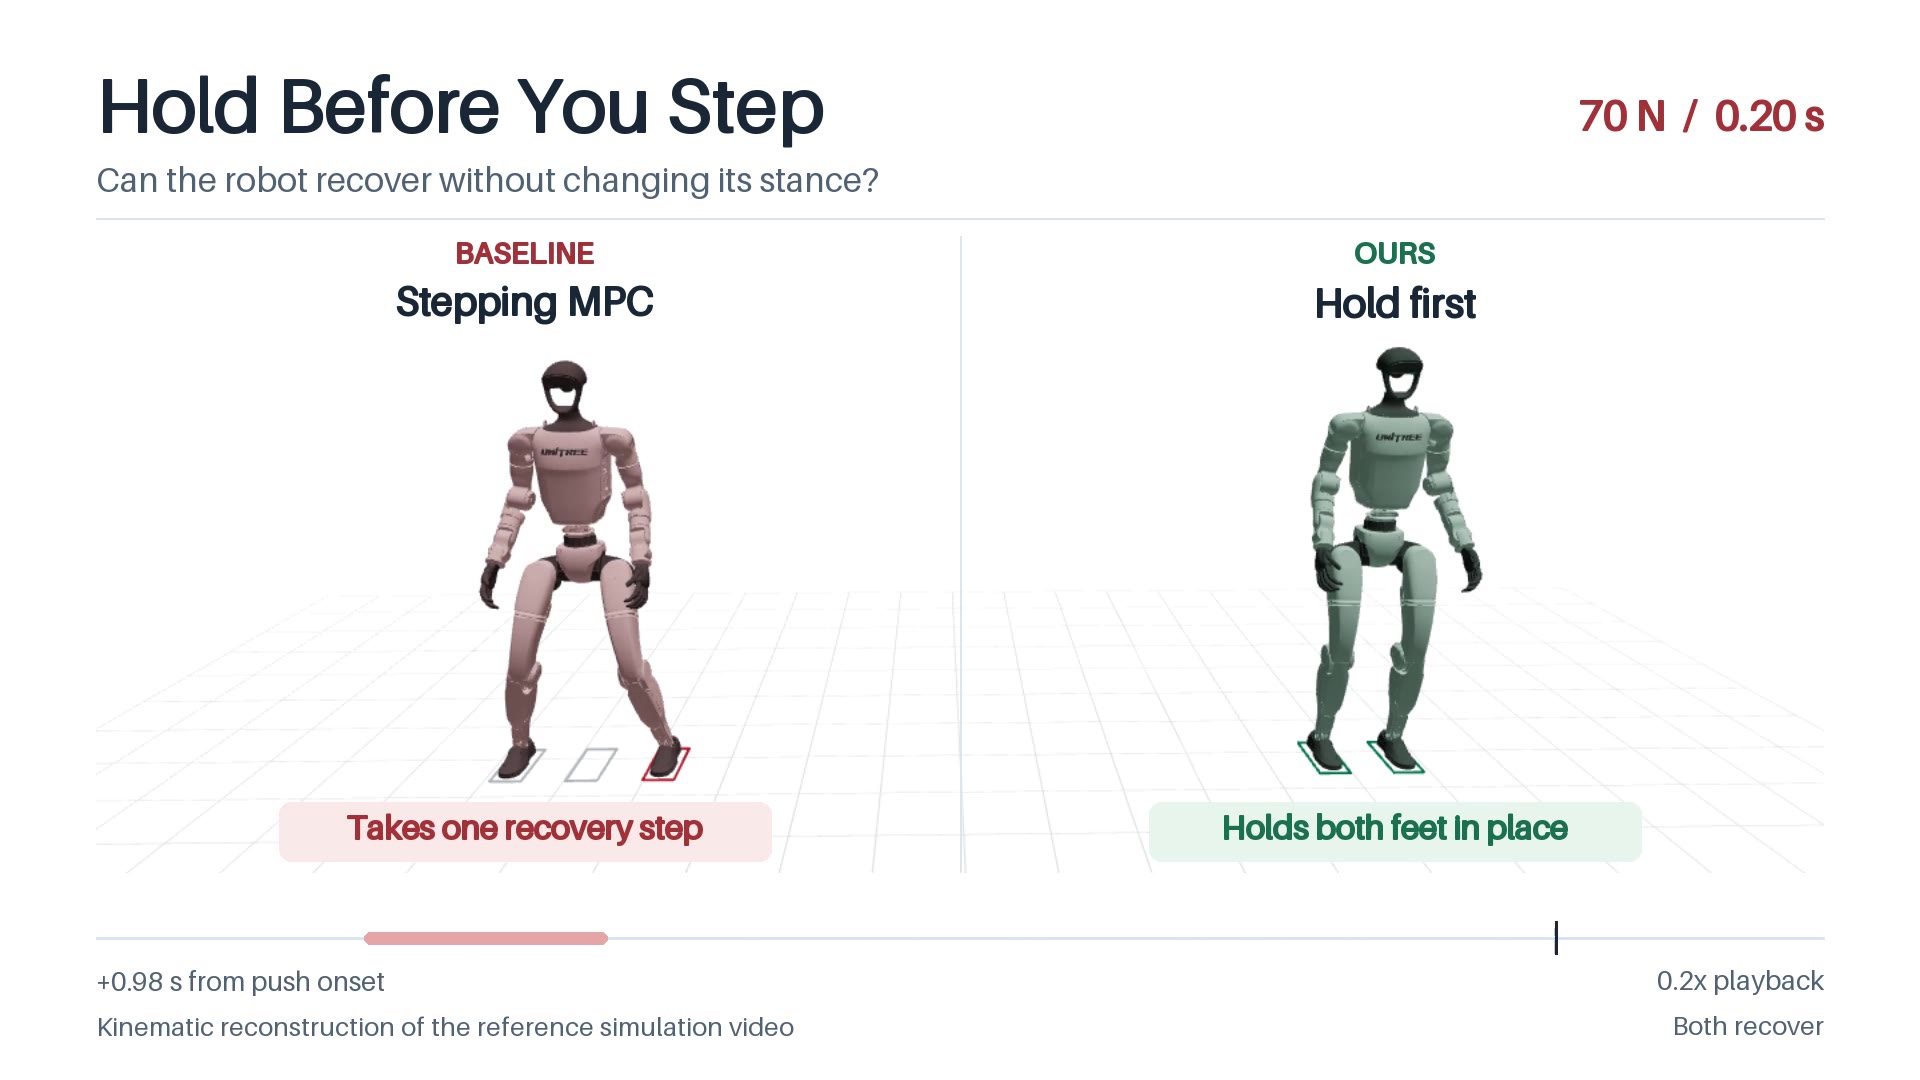 Hold Before You Step
70 N / 0.20 s
Can the robot recover without changing its stance?
BASELINE
Stepping MPC
OURS
Hold first
UNITREE
UNITREE
Takes one recovery step
Holds both feet in place
+0.98 s from push onset
0.2x playback
Kinematic reconstruction of the reference simulation video
Both recover